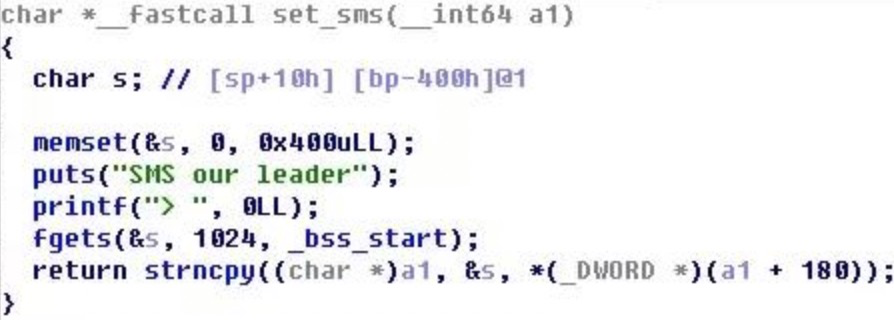 char *__fastcall set_sms(__int64 a1)
{
char s; // [sp+10h] [bp-400h]@1
memset(&s, 0, 0x400uLL);
puts("SMS our leader");
printf("> ", 0LL);
fgets(&s, 1024, _bss_start);
return strncpy((char *)a1, &s, *(_DWORD *)(a1 + 180));
}